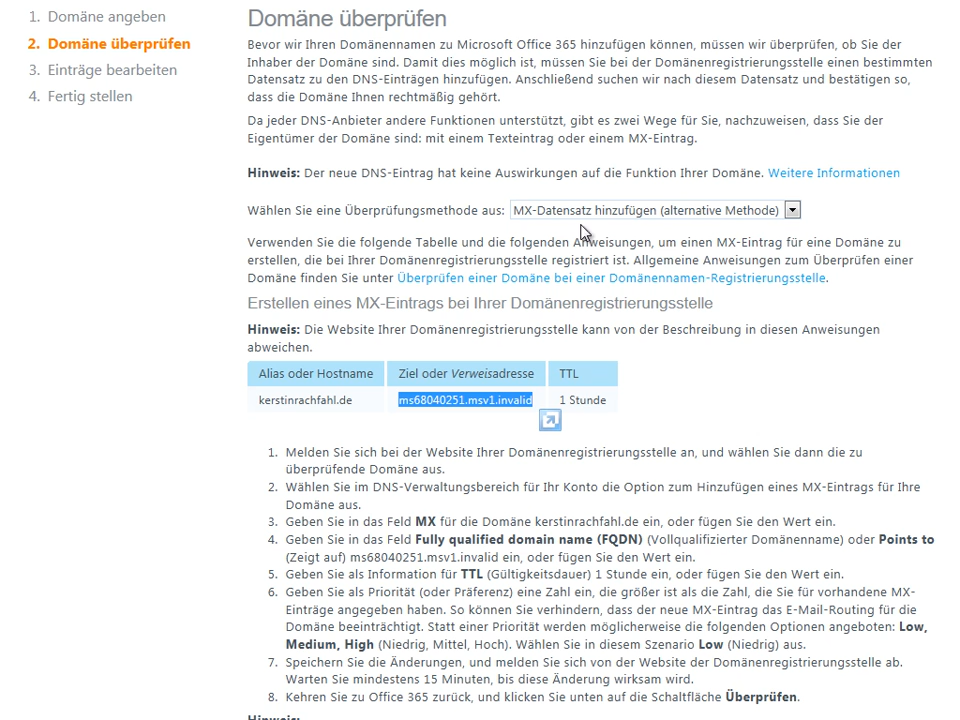 1. Domäne angeben
2. Domäne überprüfen
3. Einträge bearbeiten
4. Fertig stellen
Domäne überprüfen
Bevor wir Ihren Domänennamen zu Microsoft Office 365 hinzufügen können, müssen wir überprüfen, ob Sie der
Inhaber der Domäne sind. Damit dies möglich ist, müssen Sie bei der Domänenregistrierungsstelle einen bestimmten
Datensatz zu den DNS-Einträgen hinzufügen. Anschließend suchen wir nach diesem Datensatz und bestätigen so,
dass die Domäne Ihnen rechtmäßig gehört.
Da jeder DNS-Anbieter andere Funktionen unterstützt, gibt es zwei Wege für Sie, nachzuweisen, dass Sie der
Eigentümer der Domäne sind: mit einem Texteintrag oder einem MX-Eintrag.
Hinweis: Der neue DNS-Eintrag hat keine Auswirkungen auf die Funktion Ihrer Domäne. Weitere Informationen
Wählen Sie eine Überprüfungsmethode aus: MX-Datensatz hinzufügen (alternative Methode)
Verwenden Sie die folgende Tabelle und die folgenden Anweisungen, um einen MX-Eintrag für eine Domäne zu
erstellen, die bei Ihrer Domänenregistrierungsstelle registriert ist. Allgemeine Anweisungen zum Überprüfen einer
Domäne finden Sie unter Überprüfen einer Domäne bei einer Domänennamen-Registrierungsstelle.
Erstellen eines MX-Eintrags bei Ihrer Domänenregistrierungsstelle
Hinweis: Die Website Ihrer Domänenregistrierungsstelle kann von der Beschreibung in diesen Anweisungen
abweichen.
Alias oder Hostname Ziel oder Verweisadresse TTL
kerstinrachfahl.de ms68040251.msv1.invalid 1 Stunde
1. Melden Sie sich bei der Website Ihrer Domänenregistrierungsstelle an, und wählen Sie dann die zu
überprüfende Domäne aus.
2. Wählen Sie im DNS-Verwaltungsbereich für Ihr Konto die Option zum Hinzufügen eines MX-Eintrags für Ihre
Domäne aus.
3. Geben Sie in das Feld MX für die Domäne kerstinrachfahl.de ein, oder fügen Sie den Wert ein.
4. Geben Sie in das Feld Fully qualified domain name (FQDN) (Vollqualifizierter Domänenname) oder Points to
(Zeigt auf) ms68040251.msv1.invalid ein, oder fügen Sie den Wert ein.
5. Geben Sie als Information für TTL (Gültigkeitsdauer) 1 Stunde ein, oder fügen Sie den Wert ein.
6. Geben Sie als Priorität (oder Präferenz) eine Zahl ein, die größer ist als die Zahl, die Sie für vorhandene MX-
Einträge angegeben haben. So können Sie verhindern, dass der neue MX-Eintrag das E-Mail-Routing für die
Domäne beeinträchtigt. Statt einer Priorität werden möglicherweise die folgenden Optionen angeboten: Low,
Medium, High (Niedrig, Mittel, Hoch). Wählen Sie in diesem Szenario Low (Niedrig) aus.
7. Speichern Sie die Änderungen, und melden Sie sich von der Website der Domänenregistrierungsstelle ab.
Warten Sie mindestens 15 Minuten, bis diese Änderung wirksam wird.
8. Kehren Sie zu Office 365 zurück, und klicken Sie unten auf die Schaltfläche Überprüfen.
Hinweis: